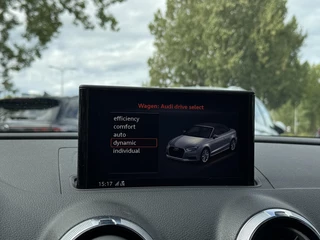 Wagen: Audi drive select
efficiency
comfort
auto
dynamic
individual
15:17